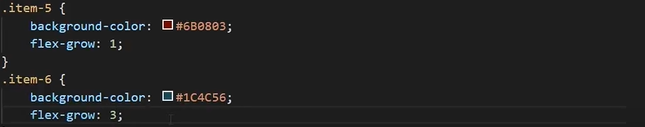 .item-5 {
    background-color: #6B0803;
    flex-grow: 1;
}
.item-6 {
    background-color: #1C4C56;
    flex-grow: 3;